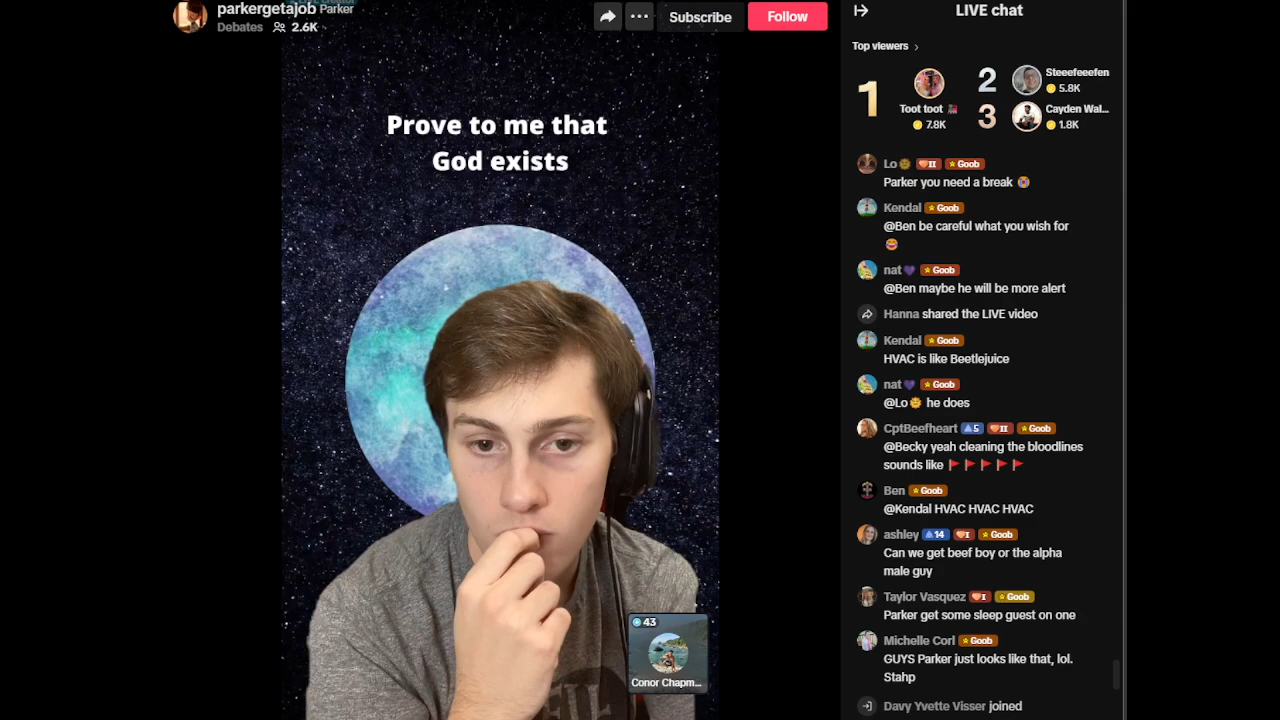 parkergetajob Parker
Debates 2.6K
Subscribe
Follow
Prove to me that
God exists
43
Conor Chapm...
LIVE chat
Top viewers
1
Toot toot
7.8K
2
Steeefeeefen
5.8K
3
Cayden Wal...
1.8K
Lo II Goob
Parker you need a break
Kendal Goob
@Ben be careful what you wish for
nat Goob
@Ben maybe he will be more alert
Hanna shared the LIVE video
Kendal Goob
HVAC is like Beetlejuice
nat Goob
@Lo he does
CptBeefheart 5 II Goob
@Becky yeah cleaning the bloodlines
sounds like
Ben Goob
@Kendal HVAC HVAC HVAC
ashley 14 I Goob
Can we get beef boy or the alpha
male guy
Taylor Vasquez I Goob
Parker get some sleep guest on one
Michelle Corl Goob
GUYS Parker just looks like that, lol.
Stahp
Davy Yvette Visser joined